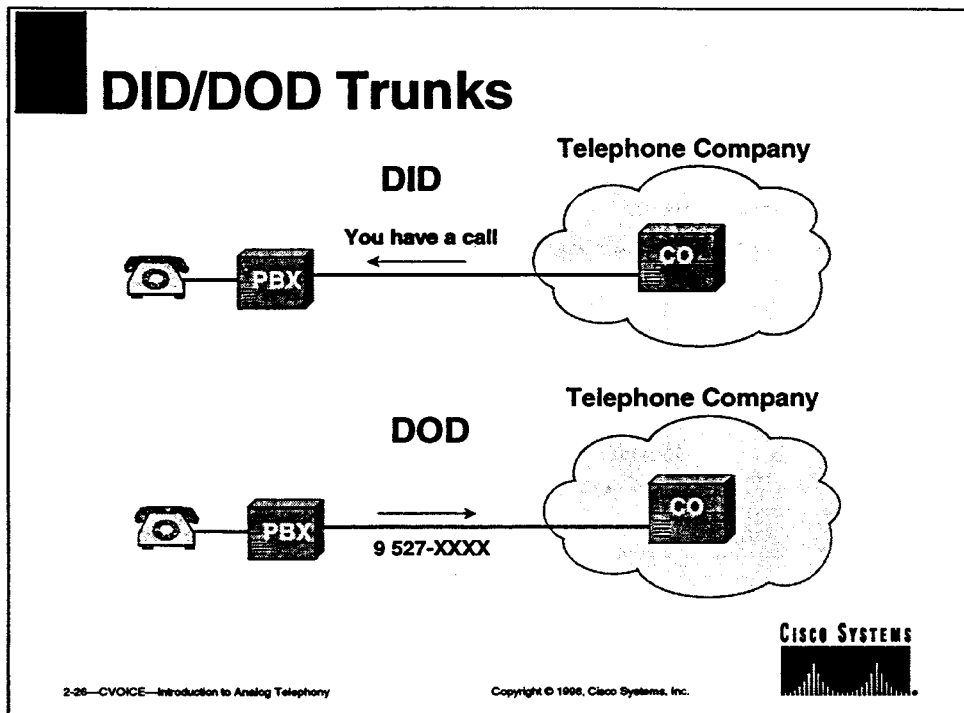 DID/DOD Trunks
Telephone Company
DID
You have a call
PBX
CO
Telephone Company
DOD
PBX
CO
9 527-XXXX
CISCO SYSTEMS
2-26—CVOICE—Introduction to Analog Telephony
Copyright © 1998, Cisco Systems, Inc.